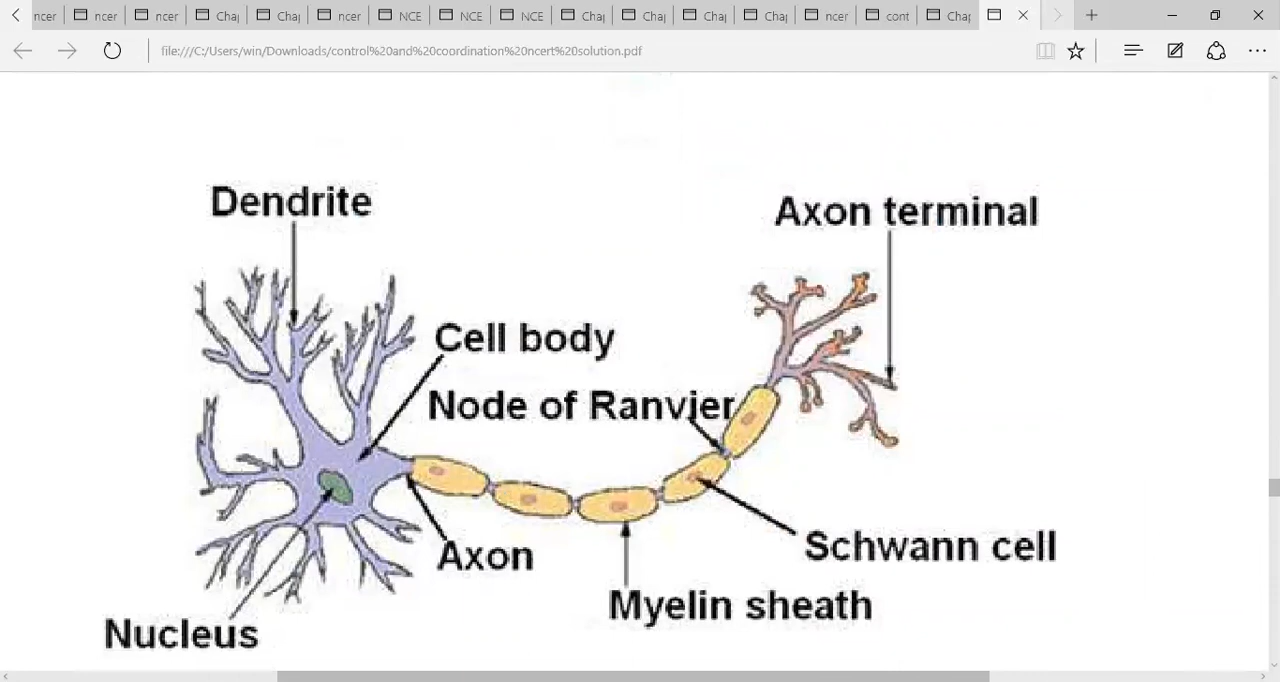 ncer ncer ncer Cha Cha ncer NCE NCE NCE Cha Cha Cha Cha ncer cont Cha
file:///C:/Users/win/Downloads/control%20and%20coordination%20ncert%20solution.pdf
Dendrite
Axon terminal
Cell body
Node of Ranvier
Axon
Schwann cell
Myelin sheath
Nucleus